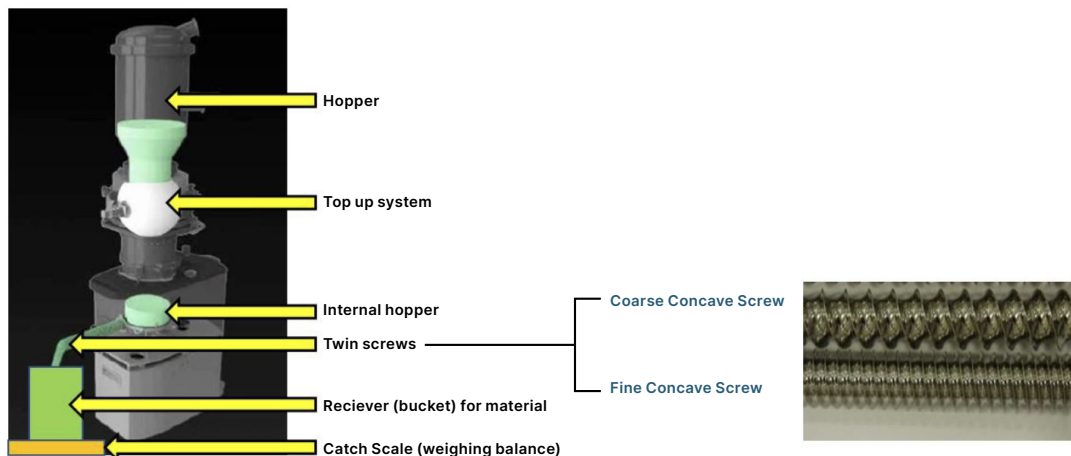 Hopper
Top up system
Internal hopper
Twin screws
Coarse Concave Screw
Fine Concave Screw
Reciever (bucket) for material
Catch Scale (weighing balance)